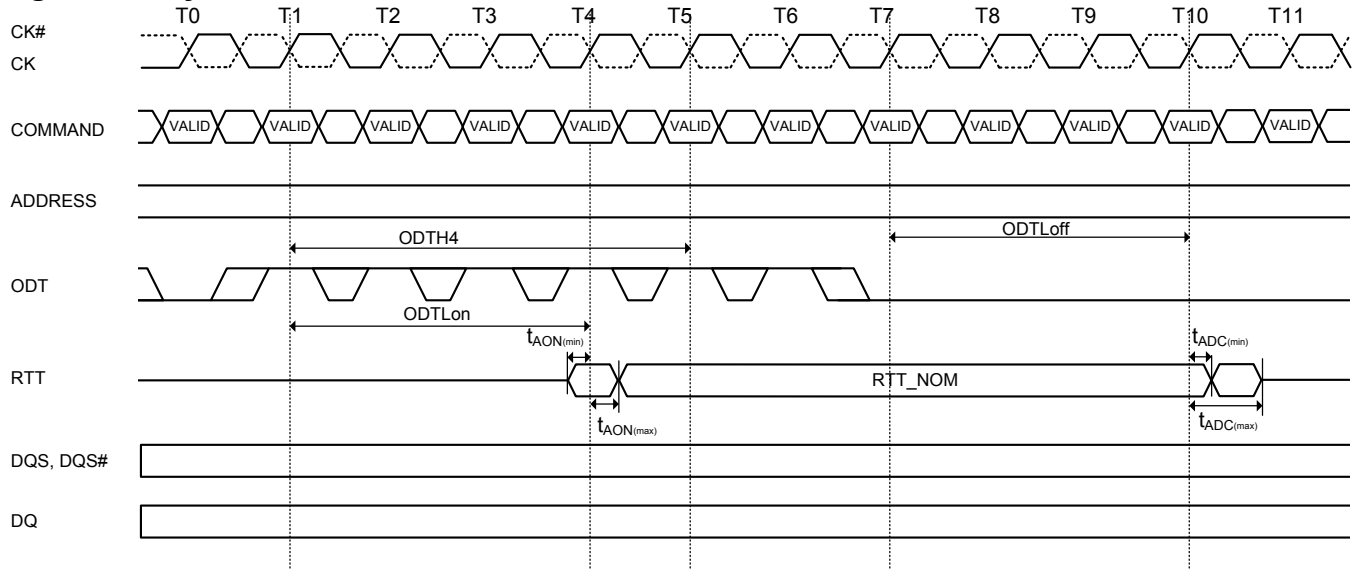 T0 T1 T2 T3 T4 T5 T6 T7 T8 T9 T10 T11
CK#
CK
COMMAND VALID VALID VALID VALID VALID VALID VALID VALID VALID VALID VALID VALID
ADDRESS
ODTH4 ODTLoff
ODT
ODTLon
tAON(min) tADC(min)
RTT RTT_NOM
tAON(max) tADC(max)
DQS, DQS#
DQ